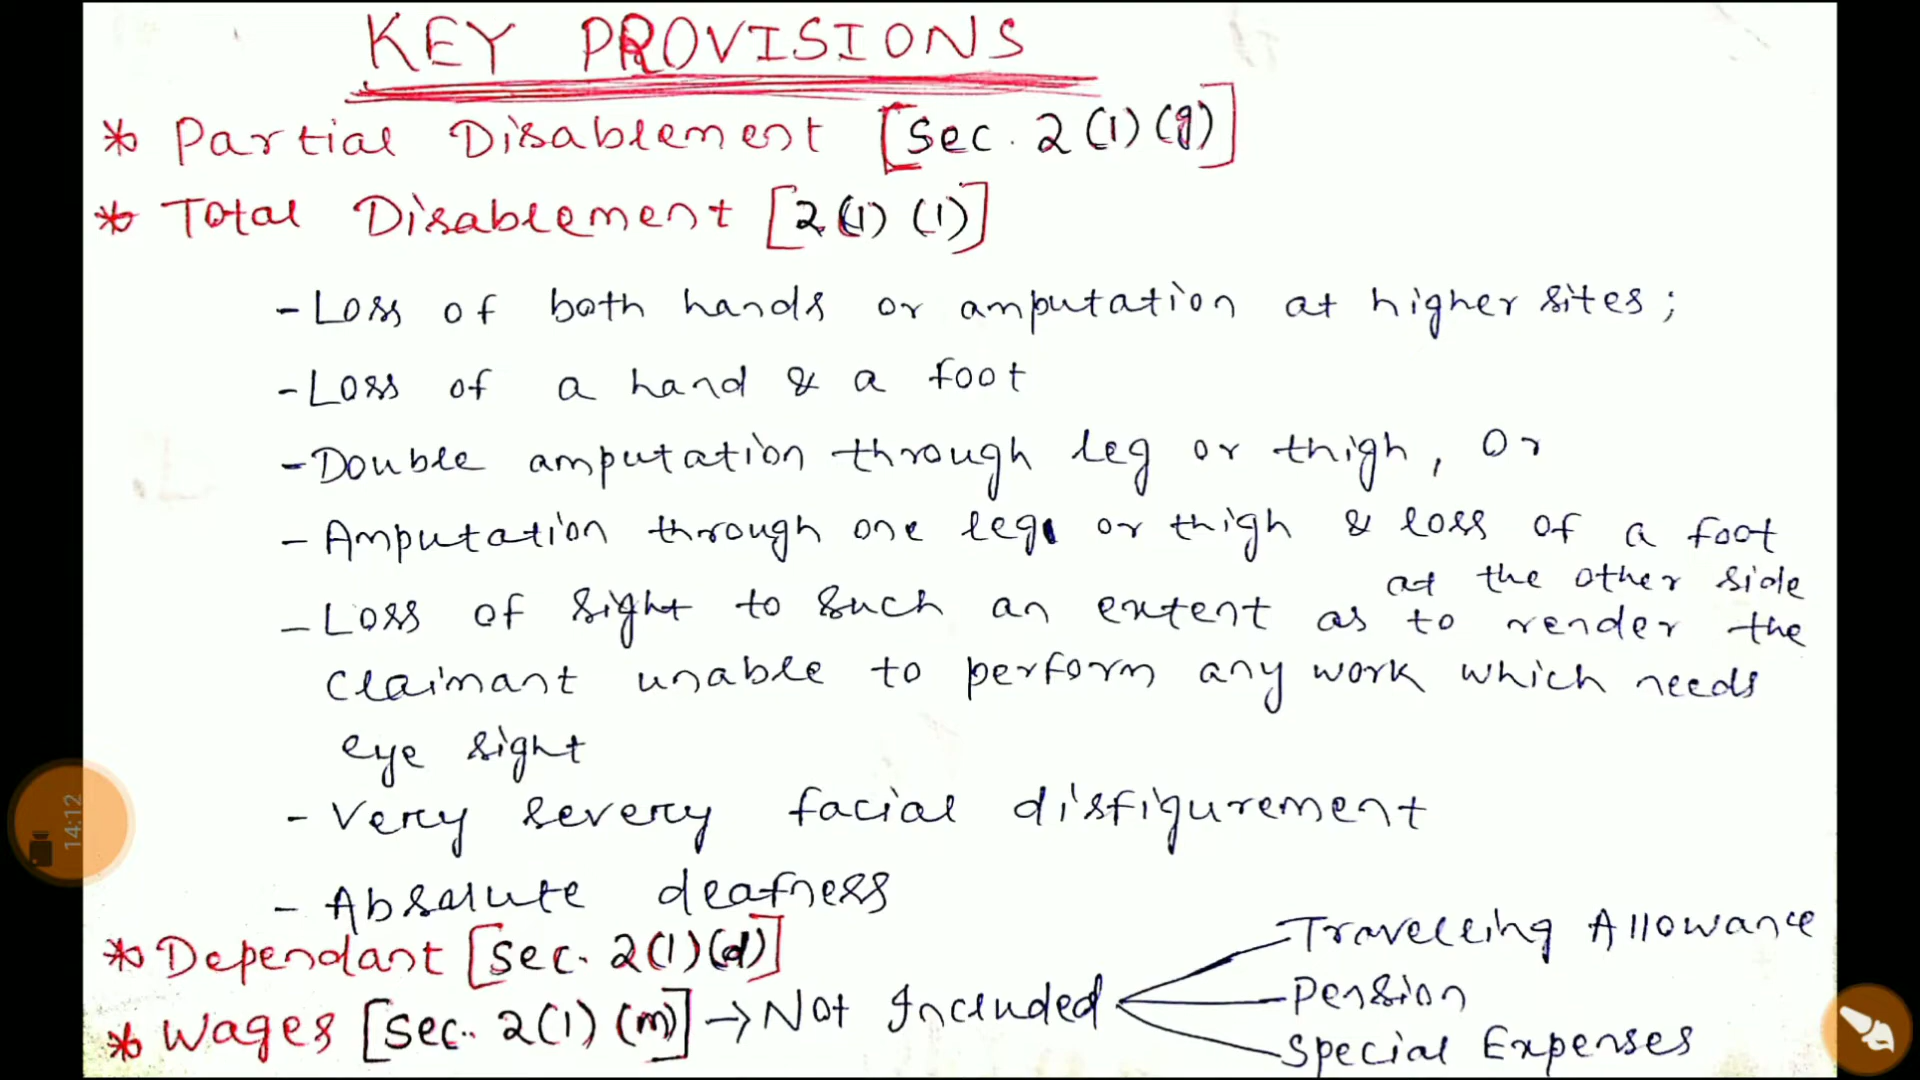 KEY PROVISIONS
* Partial Disablement [Sec. 2(1)(g)]
* Total Disablement [2(1)(1)]
- Loss of both hands or amputation at higher sites;
- Loss of a hand & a foot
- Double amputation through leg or thigh, Or
- Amputation through one leg or thigh & loss of a foot
at the other side
- Loss of sight to such an extent as to render the
claimant unable to perform any work which needs
eye sight
- Very severy facial disfigurement
- Absolute deafness
* Dependant [Sec. 2(1)(d)]
* Wages [Sec.. 2(1)(m)] → Not Included
Travelling Allowance
Pension
Special Expenses
14:12